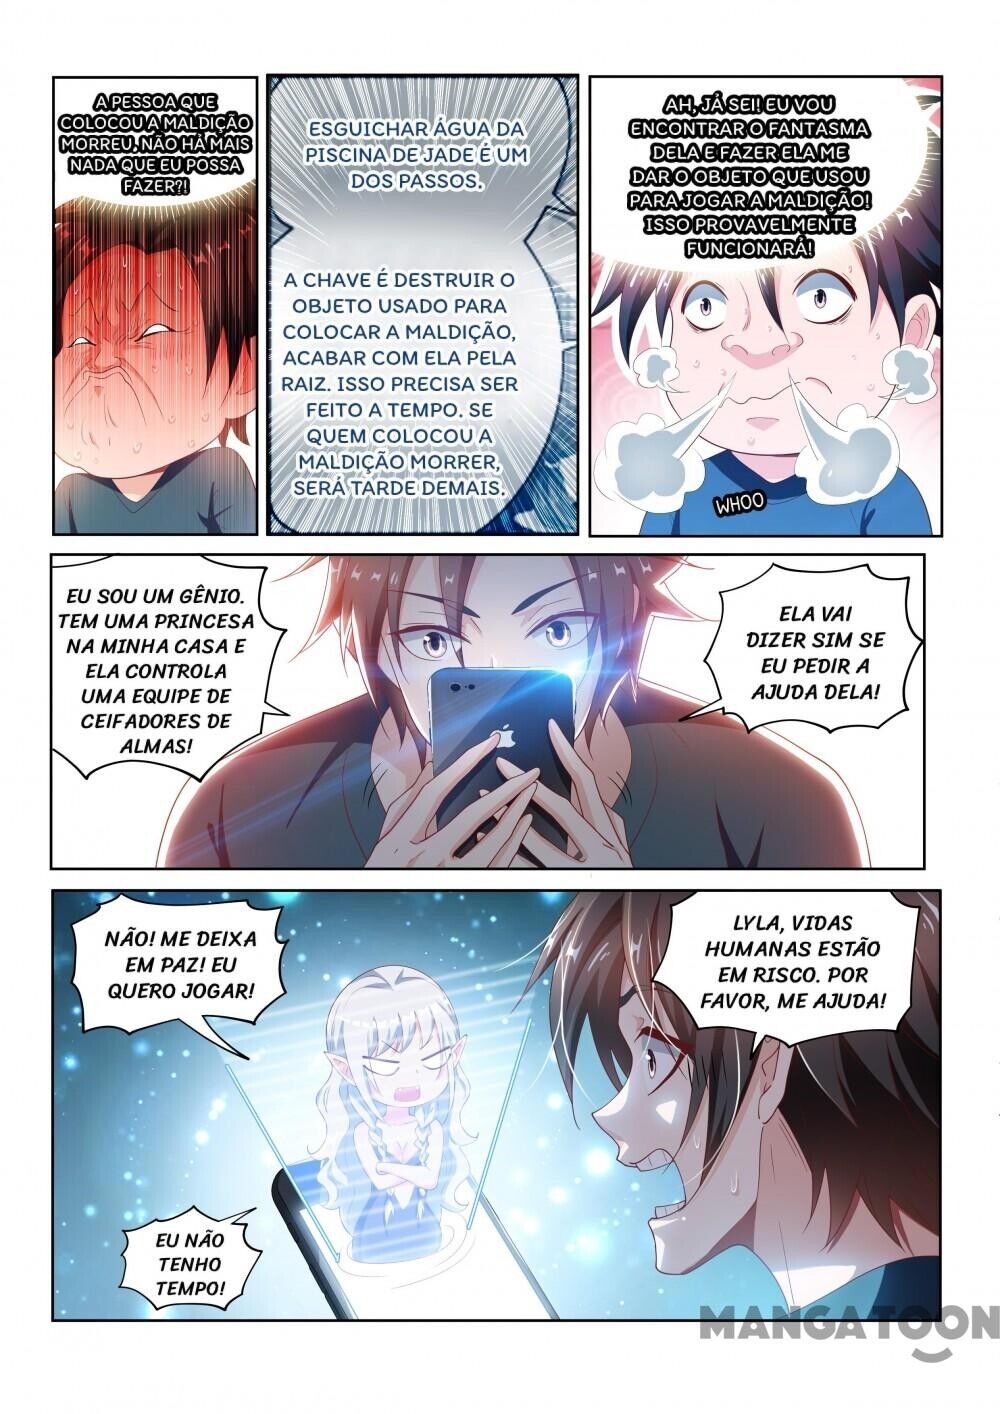 A PESSOA QUE
COLOCOU A MALDIÇÃO
MORREU. NÃO HÁ MAIS
NADA QUE EU POSSA
FAZER?!
ESGUICHAR ÁGUA DA
PISCINA DE JADE É UM
DOS PASSOS.
A CHAVE É DESTRUIR O
OBJETO USADO PARA
COLOCAR A MALDIÇÃO,
ACABAR COM ELA PELA
RAIZ. ISSO PRECISA SER
FEITO A TEMPO. SE
QUEM COLOCOU A
MALDIÇÃO MORRER,
SERÁ TARDE DEMAIS.
AH, JÁ SEI! EU VOU
ENCONTRAR O FANTASMA
DELA E FAZER ELA ME
DAR O OBJETO QUE USOU
PARA JOGAR A MALDIÇÃO!
ISSO PROVAVELMENTE
FUNCIONARÁ!
WHOO
EU SOU UM GÊNIO.
TEM UMA PRINCESA
NA MINHA CASA E
ELA CONTROLA
UMA EQUIPE DE
CEIFADORES DE
ALMAS!
ELA VAI
DIZER SIM SE
EU PEDIR A
AJUDA DELA!
NÃO! ME DEIXA
EM PAZ! EU
QUERO JOGAR!
LYLA, VIDAS
HUMANAS ESTÃO
EM RISCO. POR
FAVOR, ME AJUDA!
EU NÃO
TENHO
TEMPO!
MANGATOON